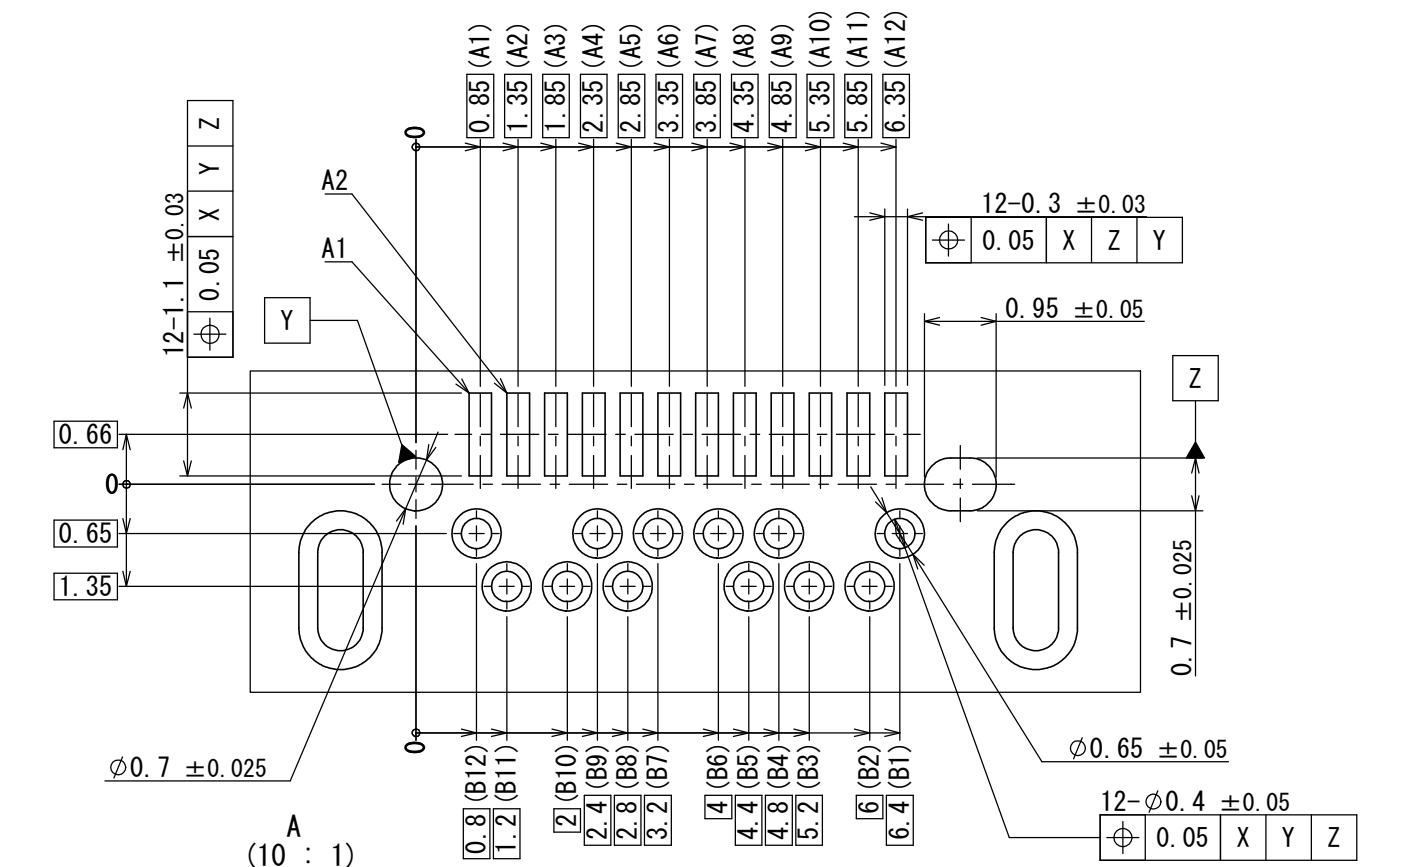 0.85 (A1)
1.35 (A2)
1.85 (A3)
2.35 (A4)
2.85 (A5)
3.35 (A6)
3.85 (A7)
4.35 (A8)
4.85 (A9)
5.35 (A10)
5.85 (A11)
6.35 (A12)
0
12-1.1 ±0.03
⌖ 0.05 X Y Z
A2
A1
Y
12-0.3 ±0.03
⌖ 0.05 X Z Y
0.95 ±0.05
Z
0.66
0
0.65
1.35
0.7 ±0.025
∅0.7 ±0.025
0
0.8 (B12)
1.2 (B11)
2 (B10)
2.4 (B9)
2.8 (B8)
3.2 (B7)
4 (B6)
4.4 (B5)
4.8 (B4)
5.2 (B3)
6 (B2)
6.4 (B1)
∅0.65 ±0.05
12-∅0.4 ±0.05
⌖ 0.05 X Y Z
A
(10 : 1)